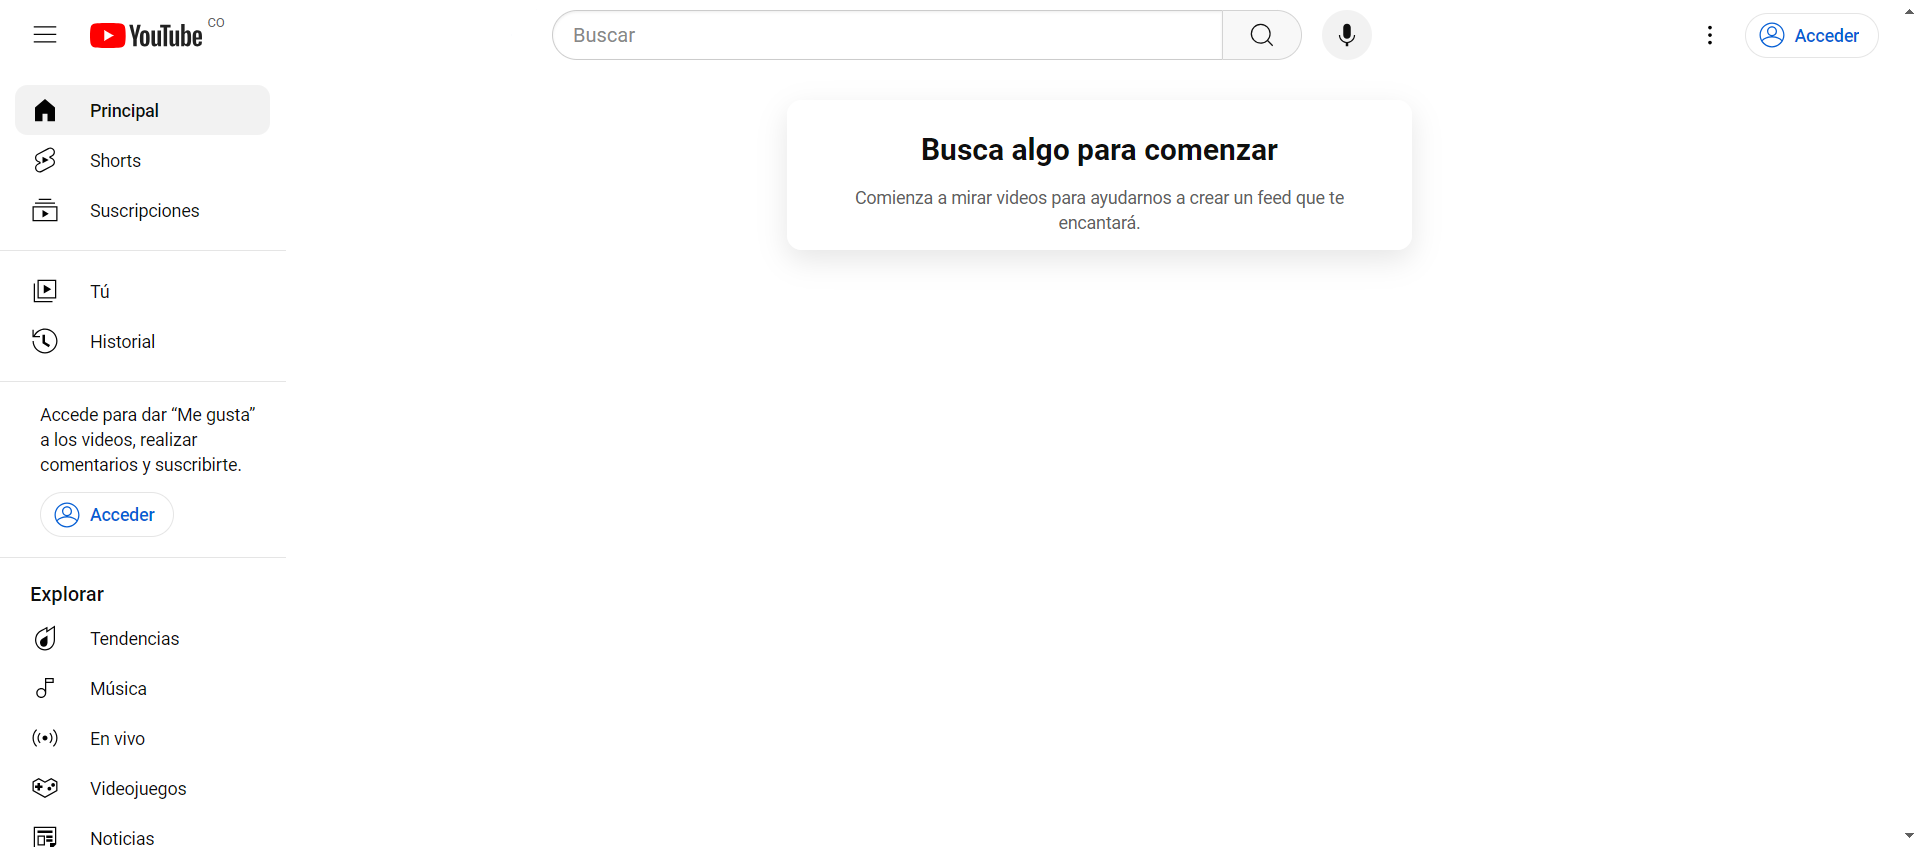 YouTube CO
Buscar
Acceder
Principal
Shorts
Suscripciones
Tú
Historial
Accede para dar “Me gusta”
a los videos, realizar
comentarios y suscribirte.
Acceder
Explorar
Tendencias
Música
En vivo
Videojuegos
Noticias
Busca algo para comenzar
Comienza a mirar videos para ayudarnos a crear un feed que te
encantará.